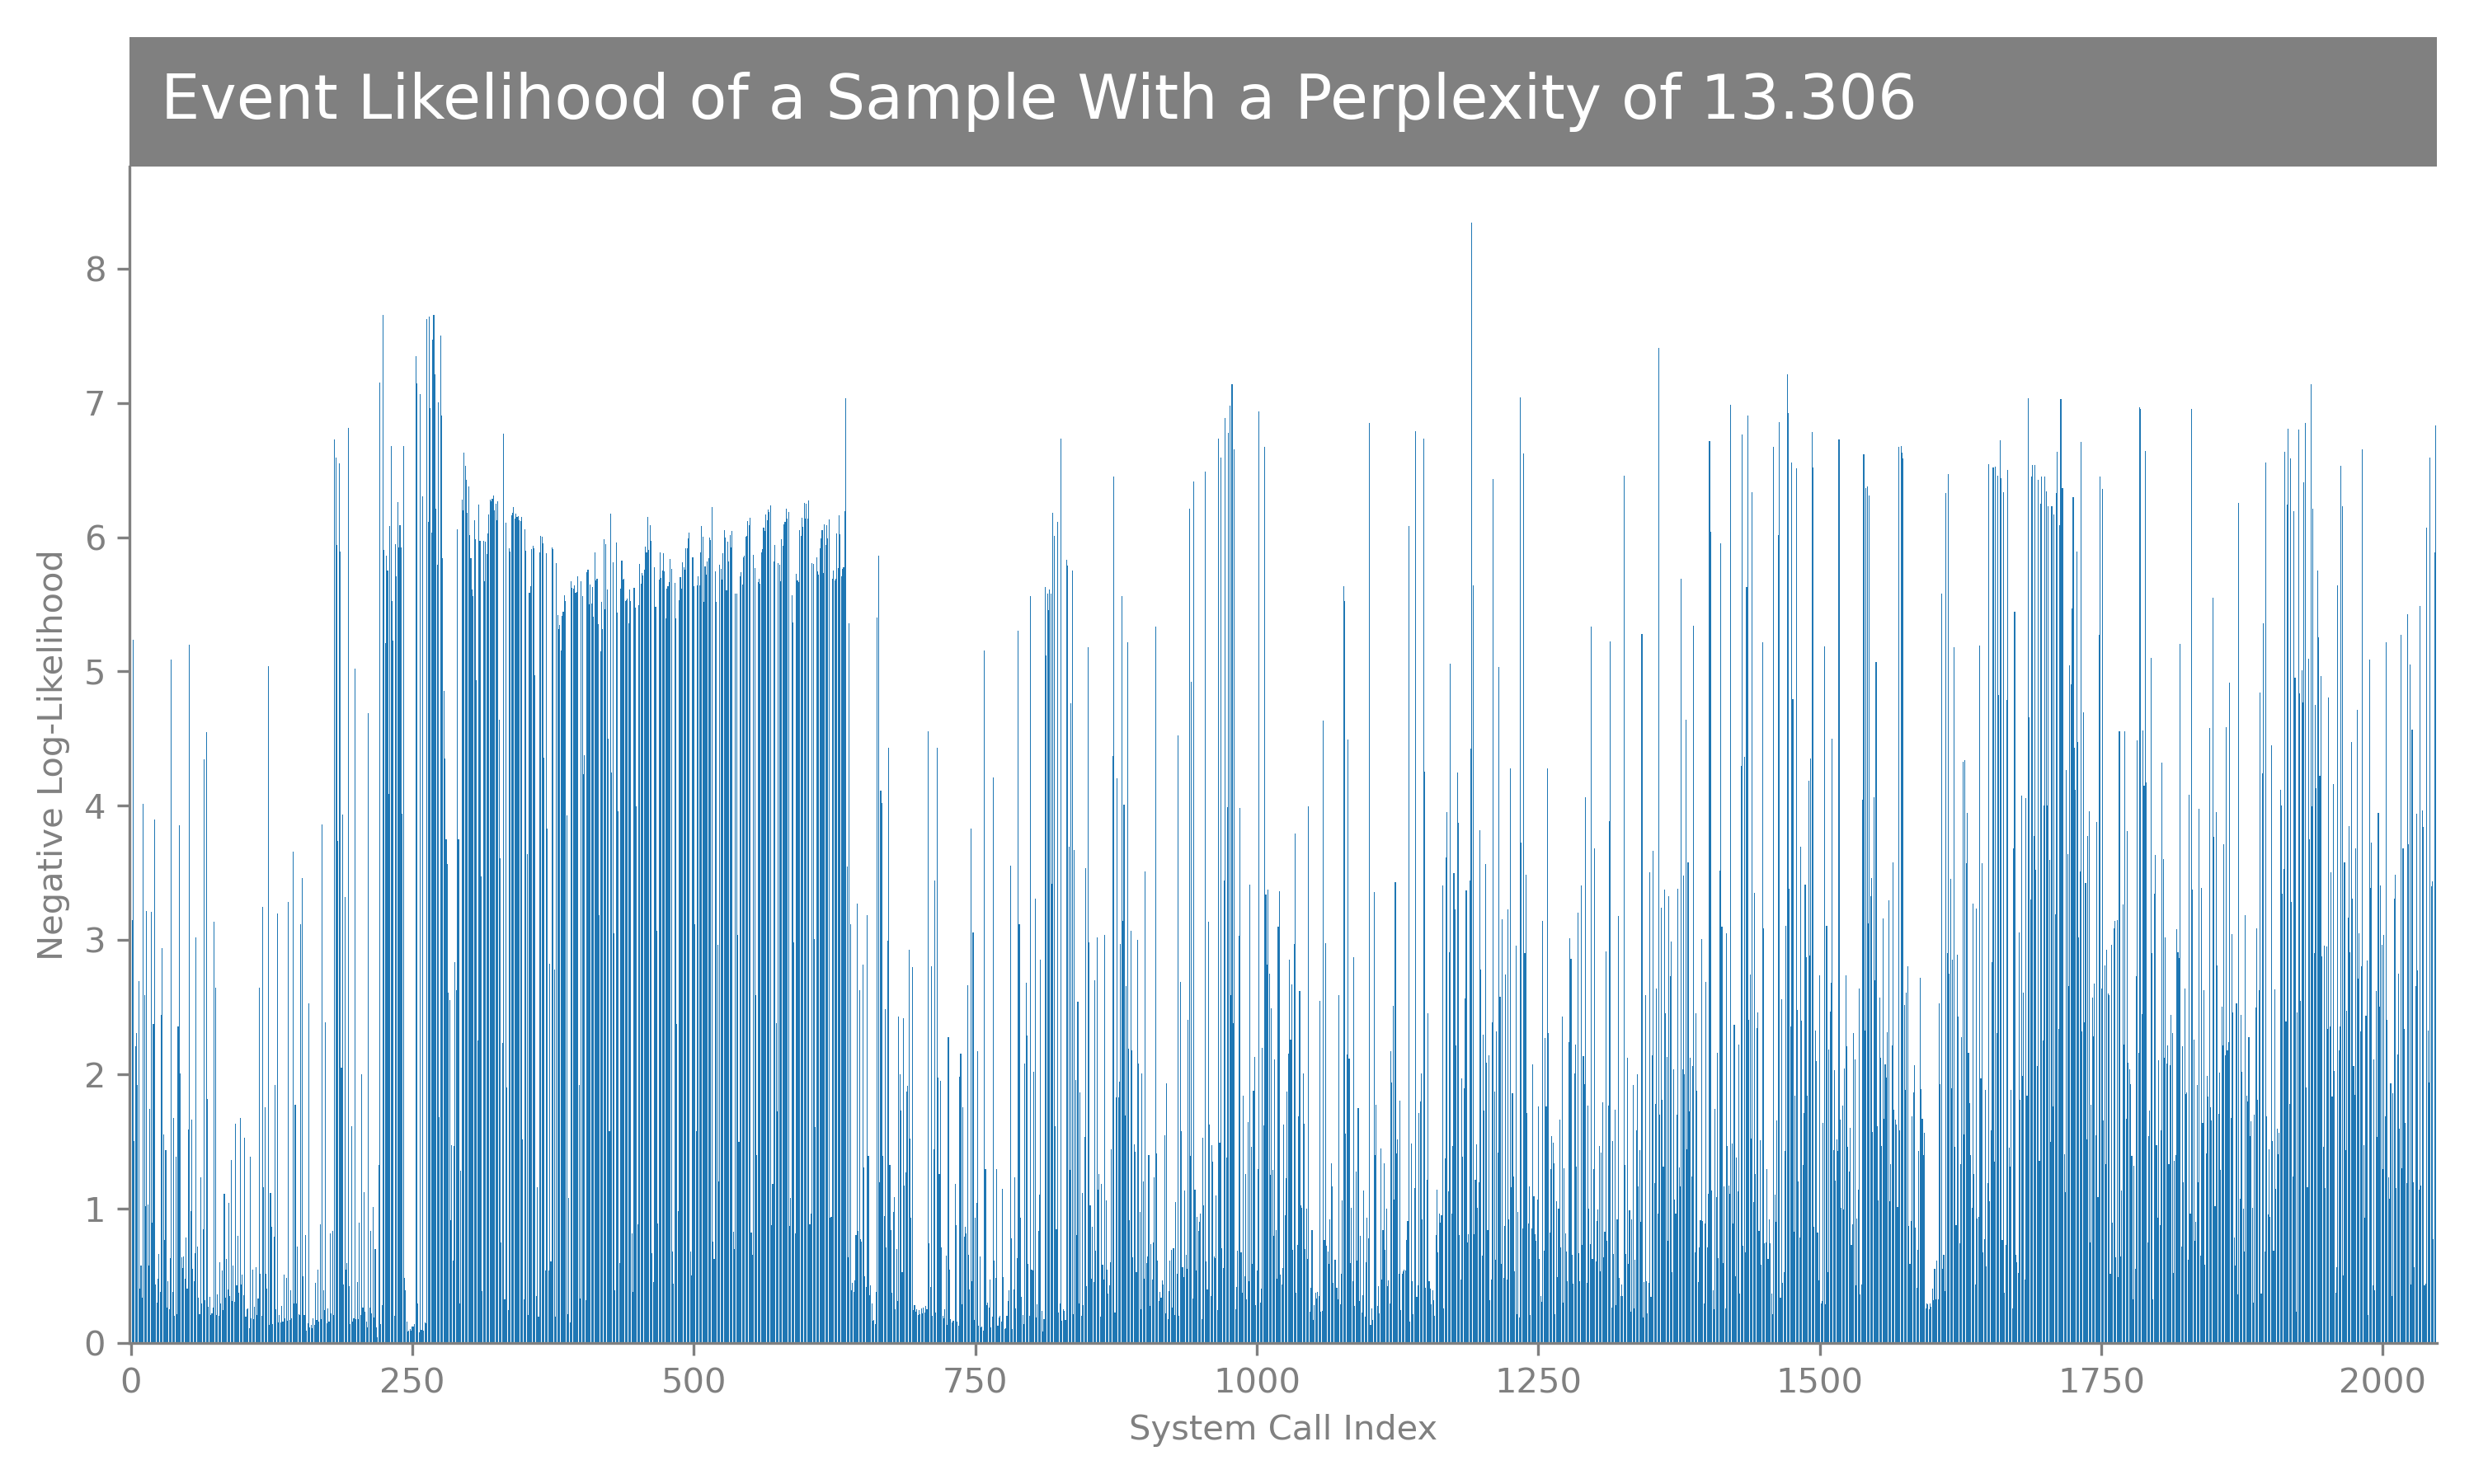 Event Likelihood of a Sample With a Perplexity of 13.306
8
7
6
5
4
3
2
1
0
Negative Log-Likelihood
0 250 500 750 1000 1250 1500 1750 2000
System Call Index